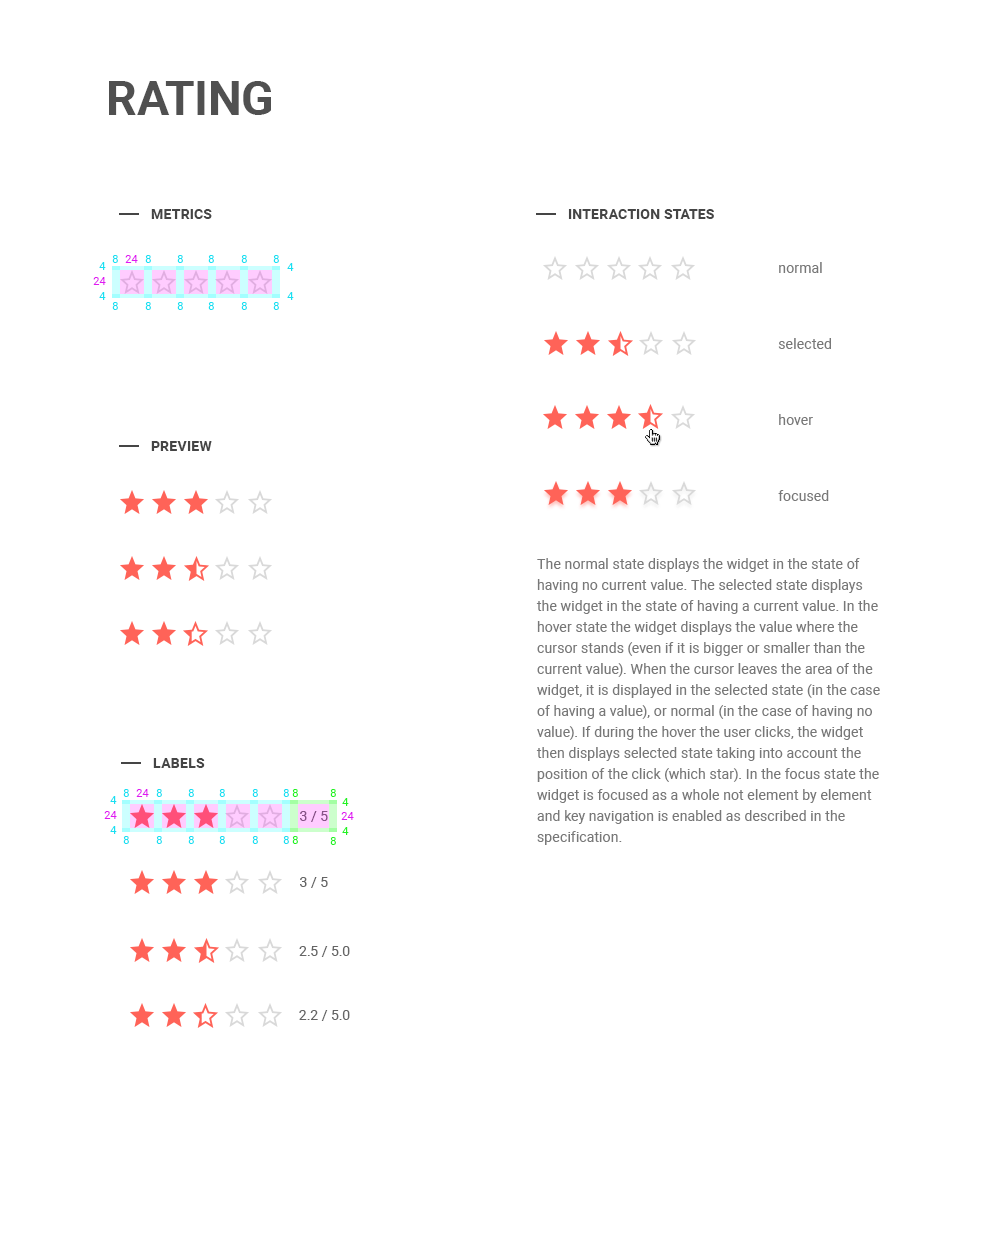 RATING
METRICS
8 24 8 8 8 8 8
4 4
24
4 4
8 8 8 8 8 8
PREVIEW
LABELS
8 24 8 8 8 8 8 8 8
4 4
24 3 / 5 24
4 4
8 8 8 8 8 8 8 8
3 / 5
2.5 / 5.0
2.2 / 5.0
INTERACTION STATES
normal
selected
hover
focused
The normal state displays the widget in the state of
having no current value. The selected state displays
the widget in the state of having a current value. In the
hover state the widget displays the value where the
cursor stands (even if it is bigger or smaller than the
current value). When the cursor leaves the area of the
widget, it is displayed in the selected state (in the case
of having a value), or normal (in the case of having no
value). If during the hover the user clicks, the widget
then displays selected state taking into account the
position of the click (which star). In the focus state the
widget is focused as a whole not element by element
and key navigation is enabled as described in the
specification.